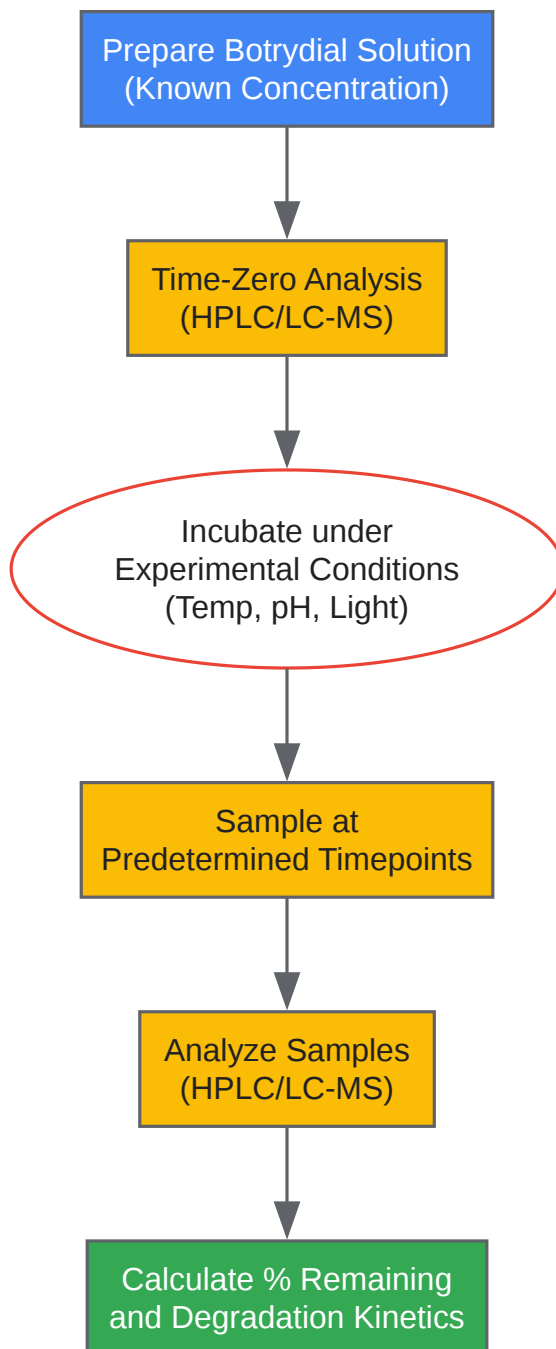 Prepare Botrydial Solution
(Known Concentration)
Time-Zero Analysis
(HPLC/LC-MS)
Incubate under
Experimental Conditions
(Temp, pH, Light)
Sample at
Predetermined Timepoints
Analyze Samples
(HPLC/LC-MS)
Calculate % Remaining
and Degradation Kinetics